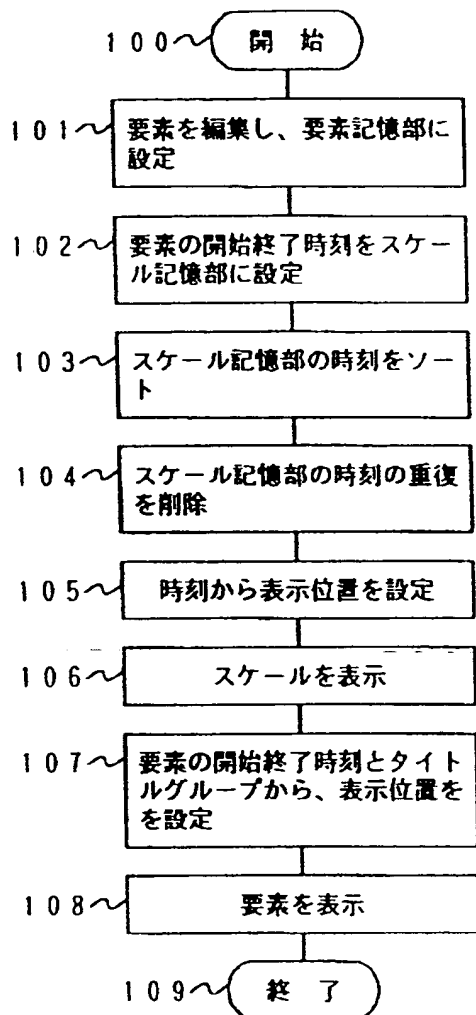 100 開 始
101 要素を編集し、要素記憶部に
設定
102 要素の開始終了時刻をスケー
ル記憶部に設定
103 スケール記憶部の時刻をソー
ト
104 スケール記憶部の時刻の重復
を削除
105 時刻から表示位置を設定
106 スケールを表示
107 要素の開始終了時刻とタイト
ルグループから、表示位置を
を設定
108 要素を表示
109 終 了